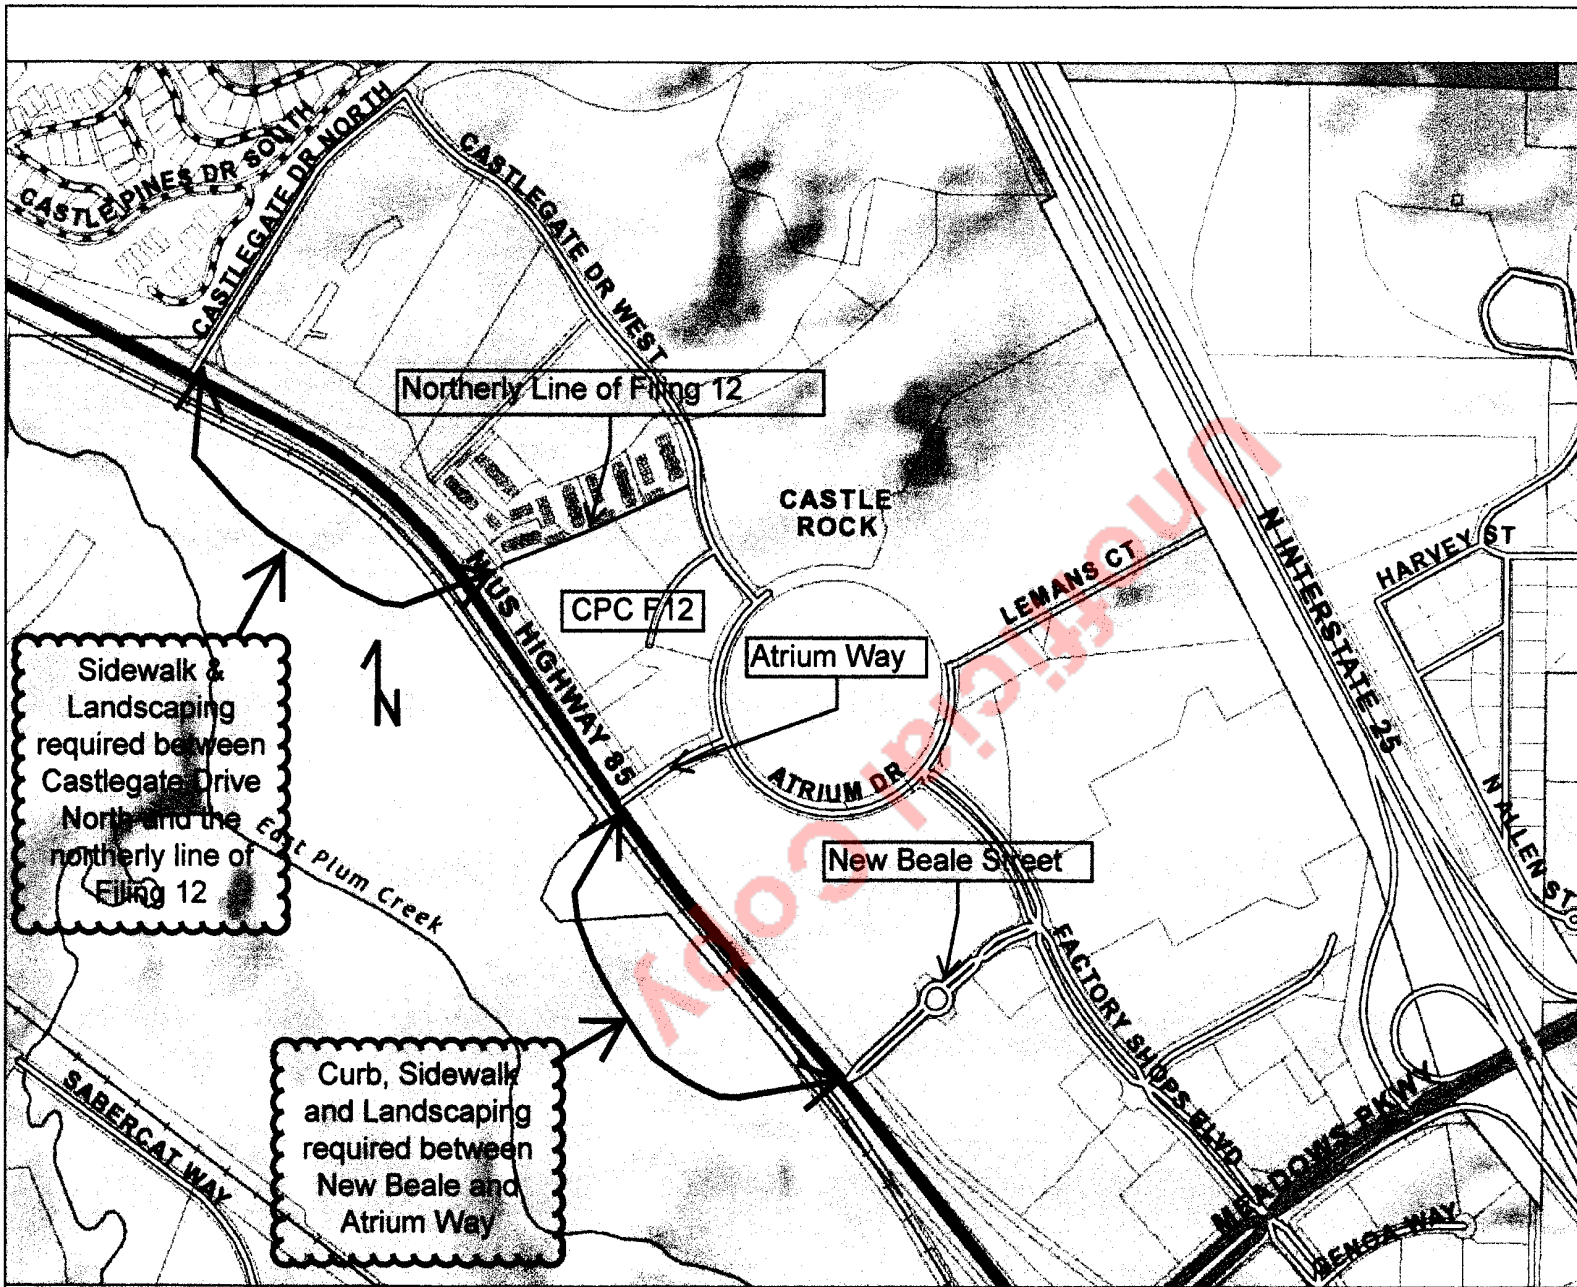 CASTLE PINES DR SOUTH
CASTLEGATE DR NORTH
CASTLEGATE DR WEST
Northerly Line of Filing 12
CASTLE
ROCK
N INTERSTATE 25
HARVEY ST
LEMANS CT
CPC F12
N US HIGHWAY 85
Atrium Way
N
Sidewalk &
Landscaping
required between
Castlegate Drive
North and the
northerly line of
Filing 12
ATRIUM DR
N ALLEN ST
East Plum Creek
New Beale Street
FACTORY SHOPS BLVD
Curb, Sidewalk
and Landscaping
required between
New Beale and
Atrium Way
SABERCAT WAY
MEADOWS PKWY
GENOA WAY
Unofficial Copy